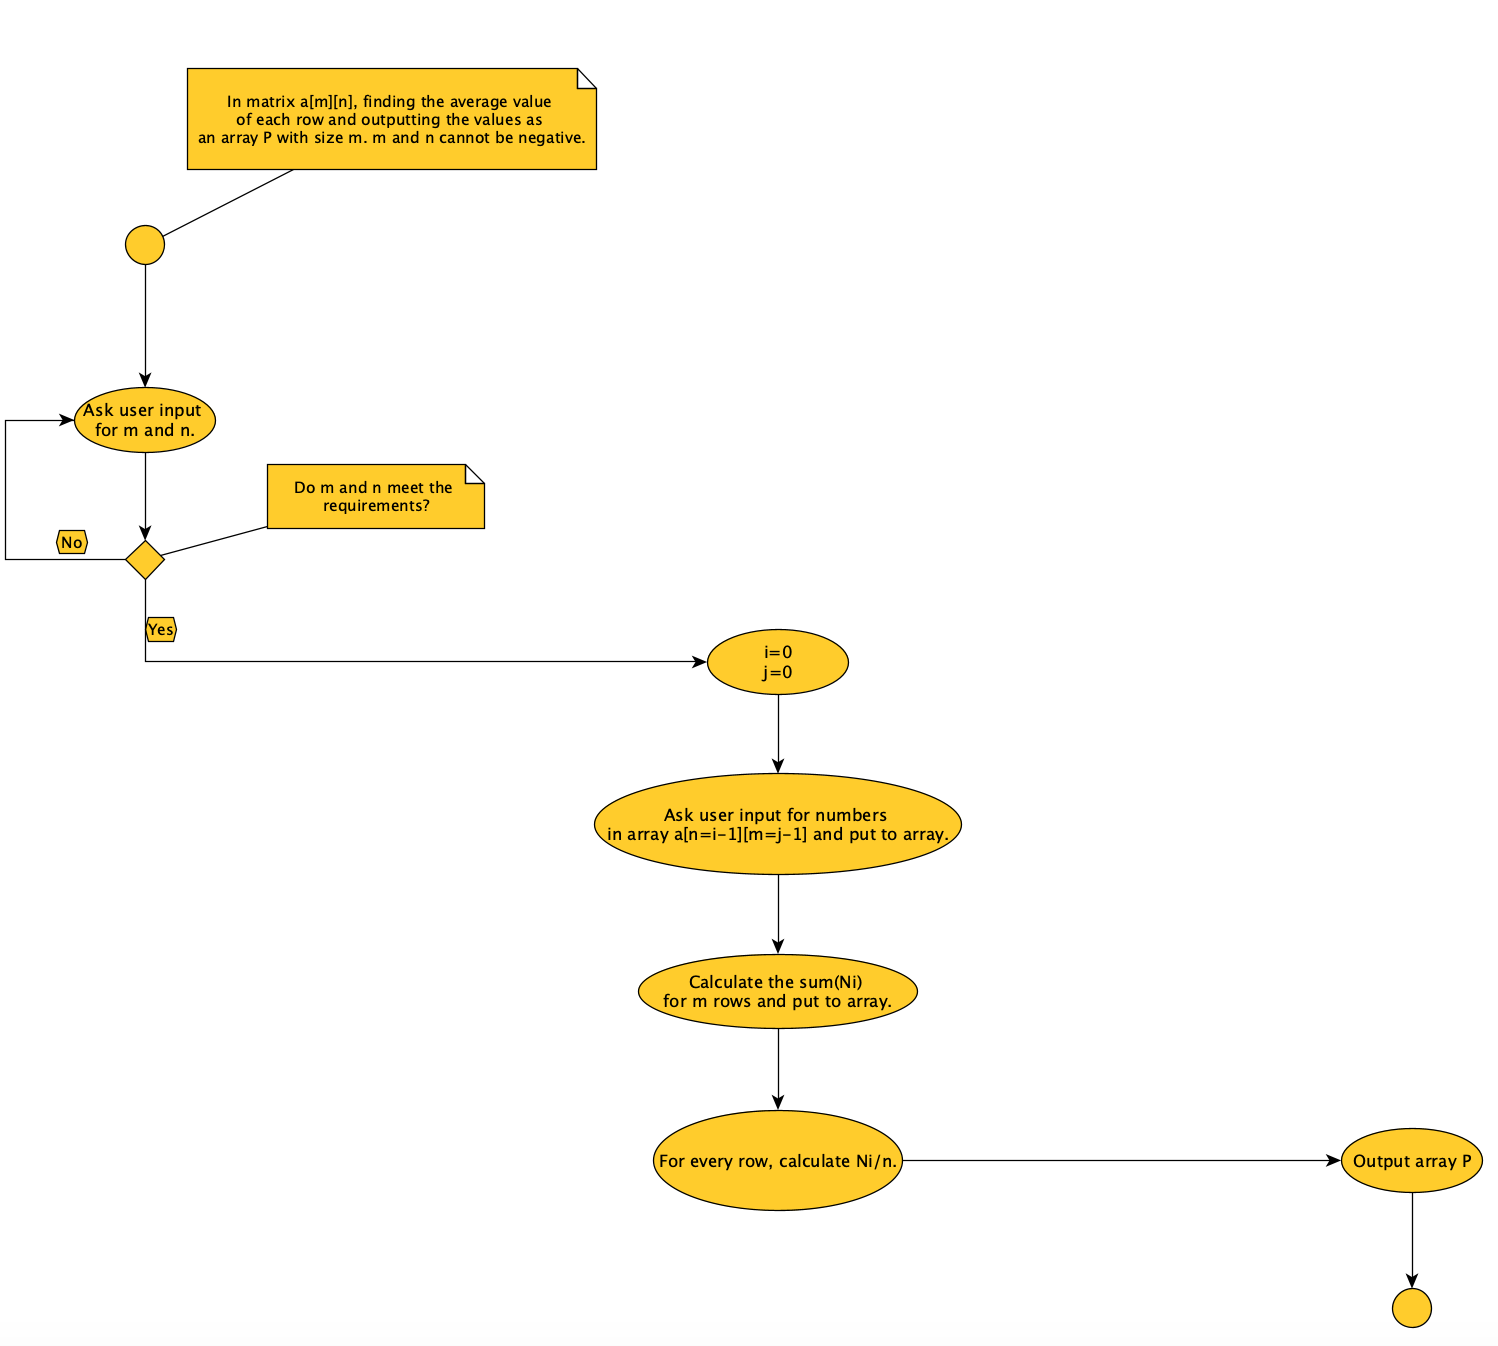 In matrix a[m][n], finding the average value
of each row and outputting the values as
an array P with size m. m and n cannot be negative.
Ask user input
for m and n.
Do m and n meet the
requirements?
No
Yes
i=0
j=0
Ask user input for numbers
in array a[n=i-1][m=j-1] and put to array.
Calculate the sum(Ni)
for m rows and put to array.
For every row, calculate Ni/n.
Output array P